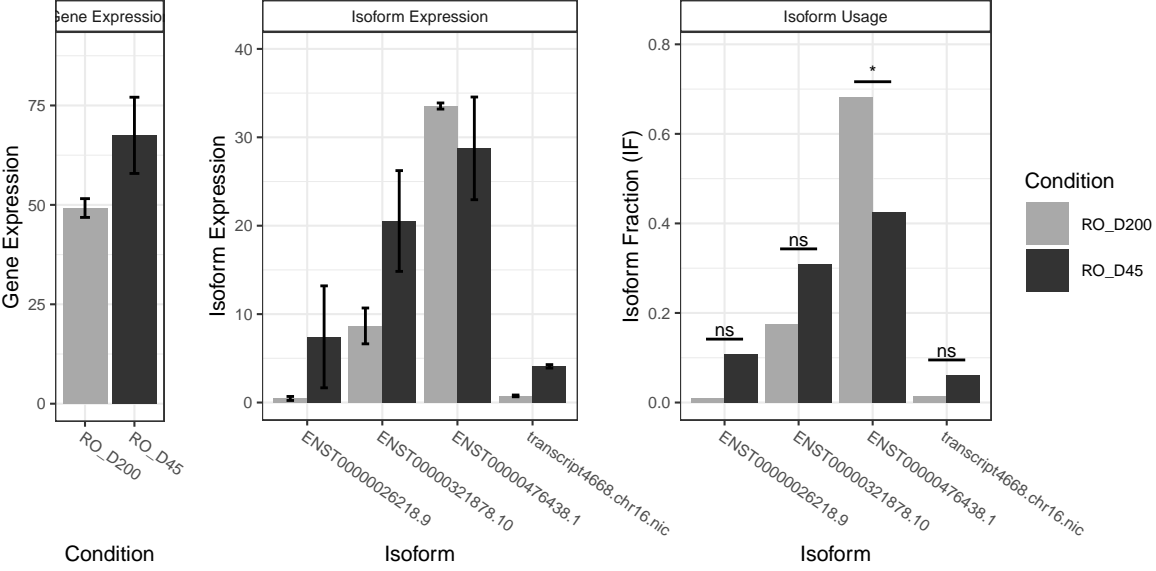 Gene Expression
Isoform Expression
Isoform Usage
Gene Expression
75
50
25
0
RO_D200
RO_D45
Condition
Isoform Expression
40
30
20
10
0
ENST00000026218.9
ENST00000321878.10
ENST00000476438.1
transcript4668.chr16.nic
Isoform
Isoform Fraction (IF)
0.8
0.6
0.4
0.2
0.0
ns
ns
*
ns
ENST00000026218.9
ENST00000321878.10
ENST00000476438.1
transcript4668.chr16.nic
Isoform
Condition
RO_D200
RO_D45